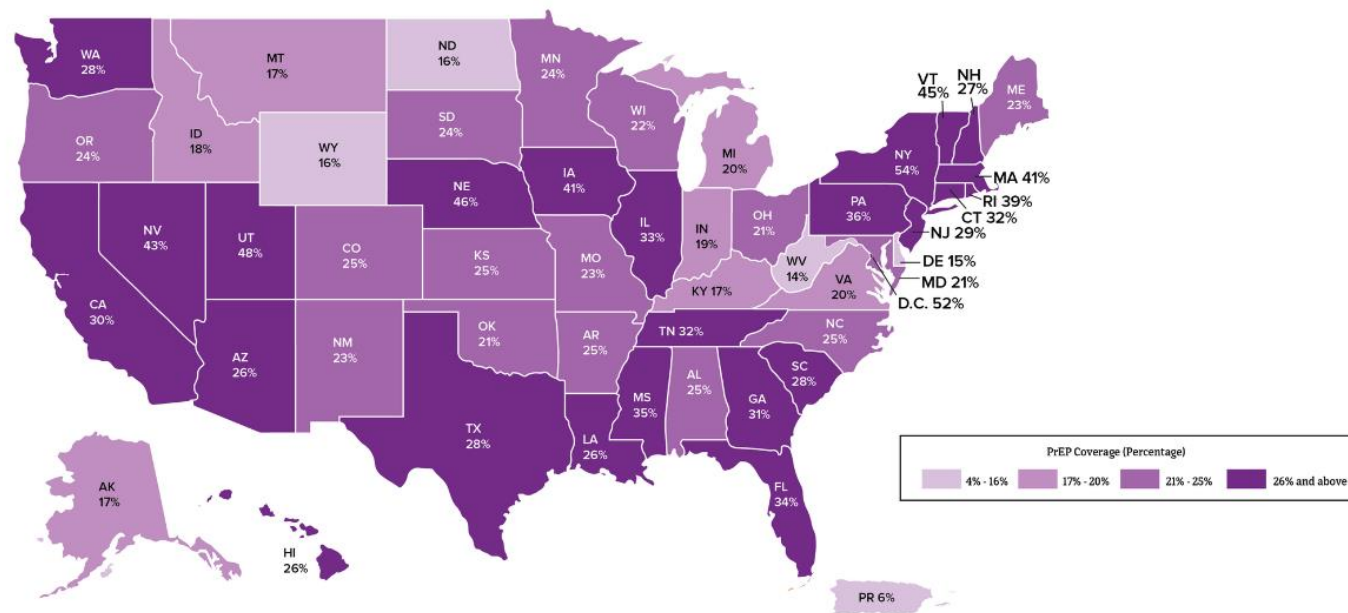 WA
28%
MT
17%
ND
16%
MN
24%
VT
45%
NH
27%
ME
23%
OR
24%
ID
18%
WY
16%
SD
24%
WI
22%
MI
20%
NY
54%
MA 41%
RI 39%
CT 32%
NJ 29%
DE 15%
MD 21%
D.C. 52%
NV
43%
UT
48%
CO
25%
NE
46%
IA
41%
IL
33%
IN
19%
OH
21%
PA
36%
CA
30%
KS
25%
MO
23%
KY 17%
WV
14%
VA
20%
AZ
26%
NM
23%
OK
21%
AR
25%
TN 32%
NC
25%
SC
28%
TX
28%
LA
26%
MS
35%
AL
25%
GA
31%
FL
34%
AK
17%
HI
26%
PR 6%
PrEP Coverage (Percentage)
4% - 16%
17% - 20%
21% - 25%
26% and above